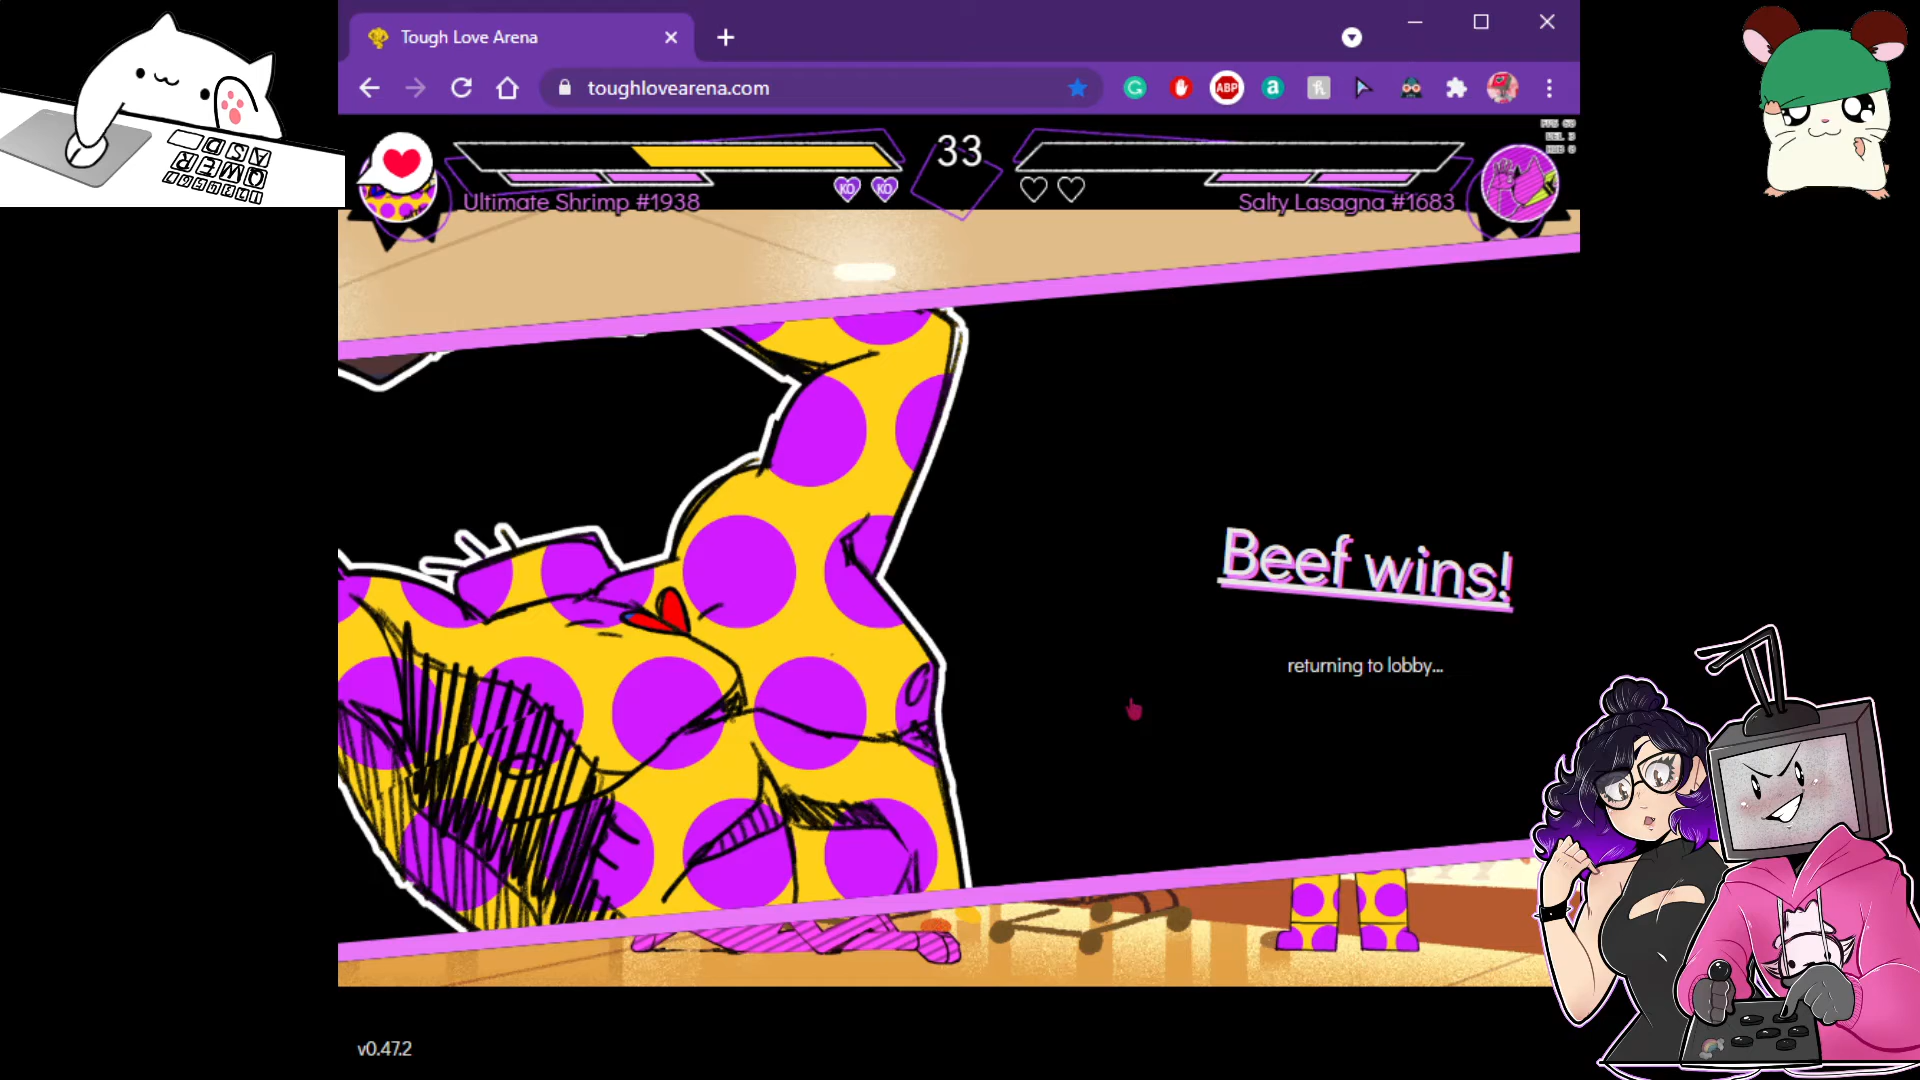 Tough Love Arena
toughlovearena.com
ABP
a
33
KO KO
Ultimate Shrimp #1938
Salty Lasagna #1683
Beef wins!
returning to lobby...
A S D
Q W E R
v0.47.2